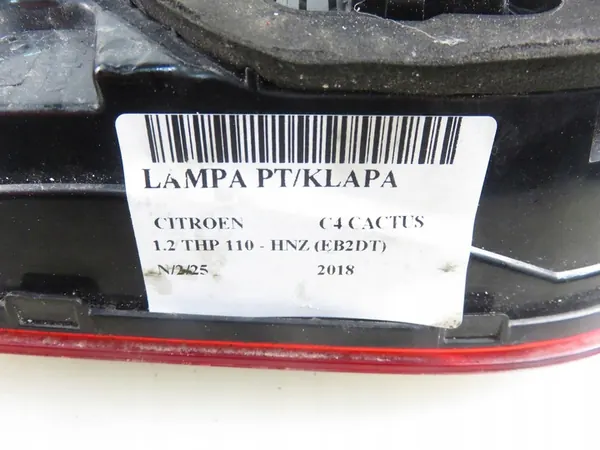 LAMPA PT/KLAPA
CITROEN C4 CACTUS
1.2 THP 110 - HNZ (EB2DT)
N/2/25 2018